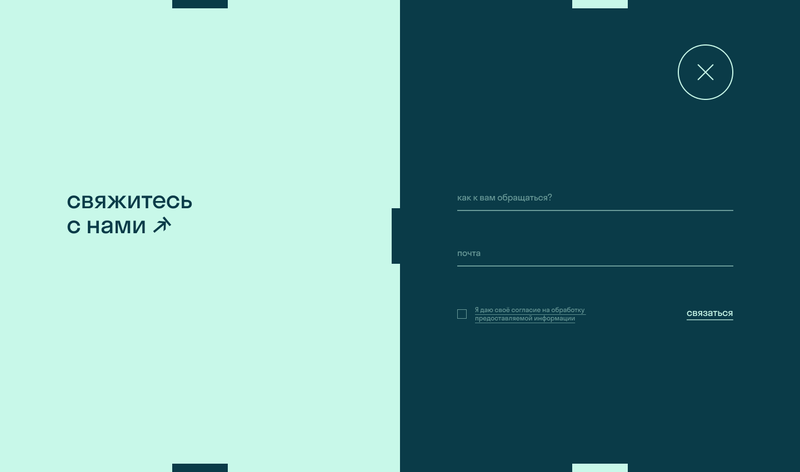 свяжитесь
с нами
как к вам обращаться?
почта
Я даю своё согласие на обработку
предоставляемой информации
связаться